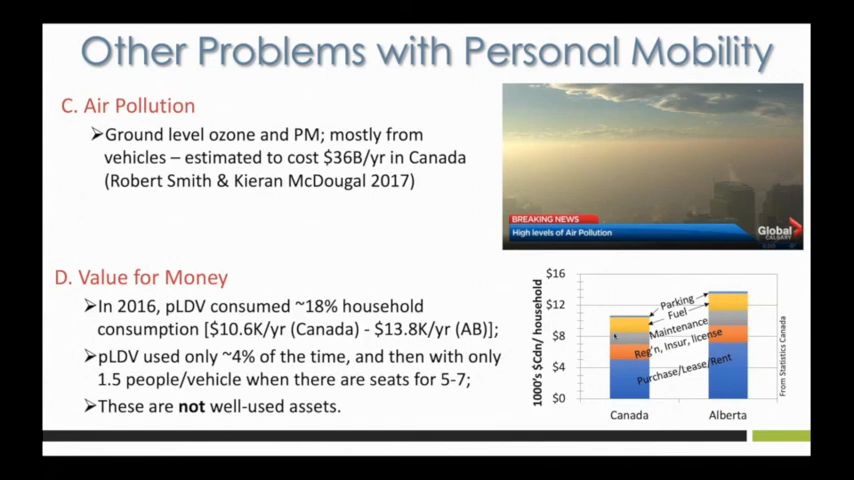 Other Problems with Personal Mobility
C. Air Pollution
➢Ground level ozone and PM; mostly from
vehicles – estimated to cost $36B/yr in Canada
(Robert Smith & Kieran McDougal 2017)
BREAKING NEWS
High levels of Air Pollution
Global
CALGARY
D. Value for Money
➢In 2016, pLDV consumed ~18% household
consumption [$10.6K/yr (Canada) - $13.8K/yr (AB)];
➢pLDV used only ~4% of the time, and then with only
1.5 people/vehicle when there are seats for 5-7;
➢These are not well-used assets.
1000's $Cdn/ household
$16
$12
$8
$4
$0
Parking
Fuel
Maintenance
Reg'n, Insur, license
Purchase/Lease/Rent
Canada
Alberta
From Statistics Canada